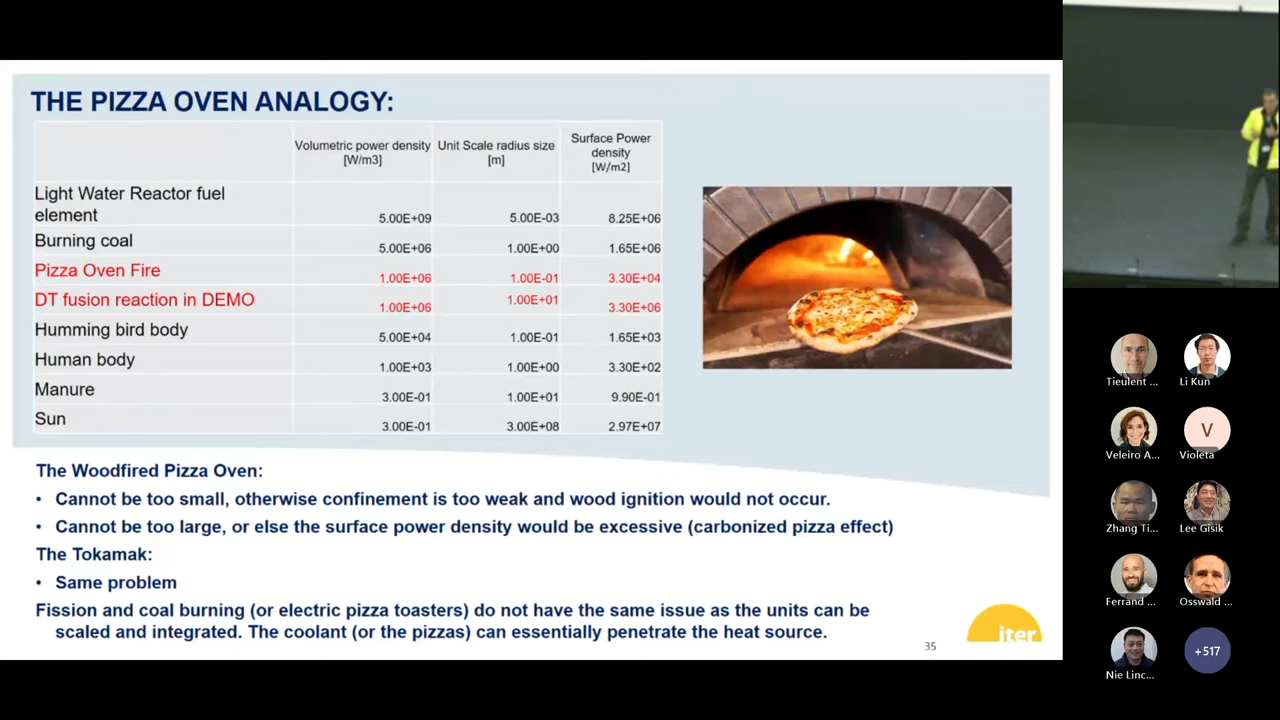 THE PIZZA OVEN ANALOGY:
Volumetric power density [W/m3] Unit Scale radius size [m] Surface Power density [W/m2]
Light Water Reactor fuel element 5.00E+09 5.00E-03 8.25E+06
Burning coal 5.00E+06 1.00E+00 1.65E+06
Pizza Oven Fire 1.00E+06 1.00E-01 3.30E+04
DT fusion reaction in DEMO 1.00E+06 1.00E+01 3.30E+06
Humming bird body 5.00E+04 1.00E-01 1.65E+03
Human body 1.00E+03 1.00E+00 3.30E+02
Manure 3.00E-01 1.00E+01 9.90E-01
Sun 3.00E-01 3.00E+08 2.97E+07
The Woodfired Pizza Oven:
• Cannot be too small, otherwise confinement is too weak and wood ignition would not occur.
• Cannot be too large, or else the surface power density would be excessive (carbonized pizza effect)
The Tokamak:
• Same problem
Fission and coal burning (or electric pizza toasters) do not have the same issue as the units can be
scaled and integrated. The coolant (or the pizzas) can essentially penetrate the heat source.
35
iter
Tieulent ... Li Kun
V
Veleiro A... Violeta
Zhang Ti... Lee Gisik
Ferrand ... Osswald ...
+517
Nie Linc...